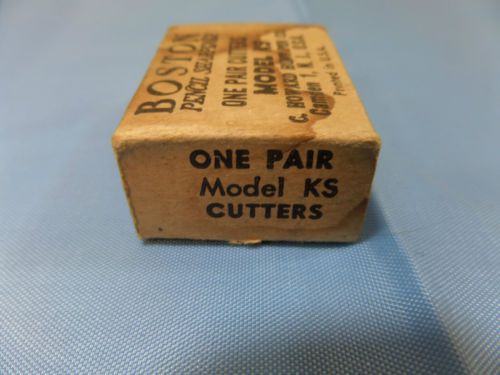 BOSTON
PENCIL SHARPENER
ONE PAIR CUTTERS
MODEL KS
C. HOWARD HUNT PEN CO.
Camden 1, N. J., U.S.A.
Printed in U.S.A.
ONE PAIR
Model KS
CUTTERS